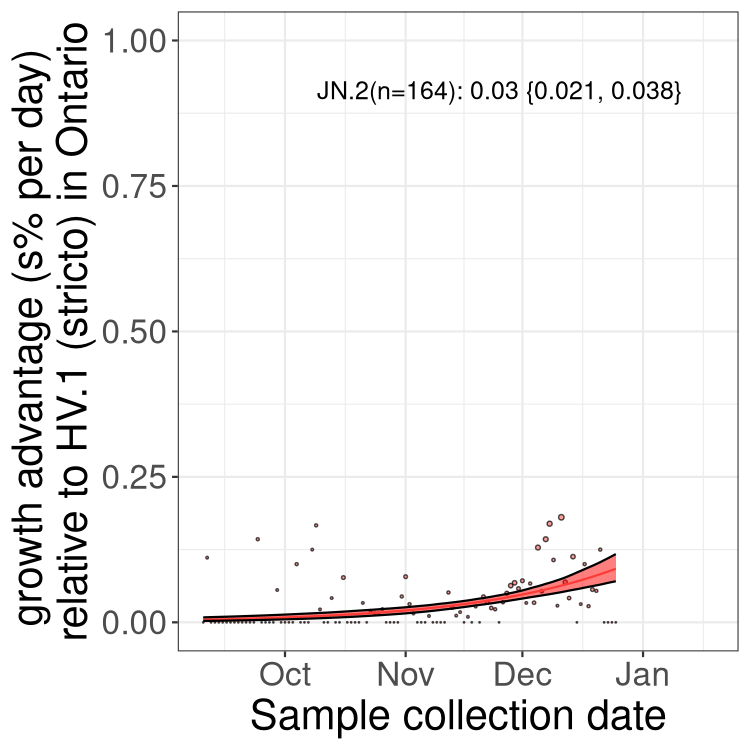 growth advantage (s% per day)
relative to HV.1 (stricto) in Ontario
1.00
0.75
0.50
0.25
0.00
JN.2(n=164): 0.03 {0.021, 0.038}
Oct Nov Dec Jan
Sample collection date